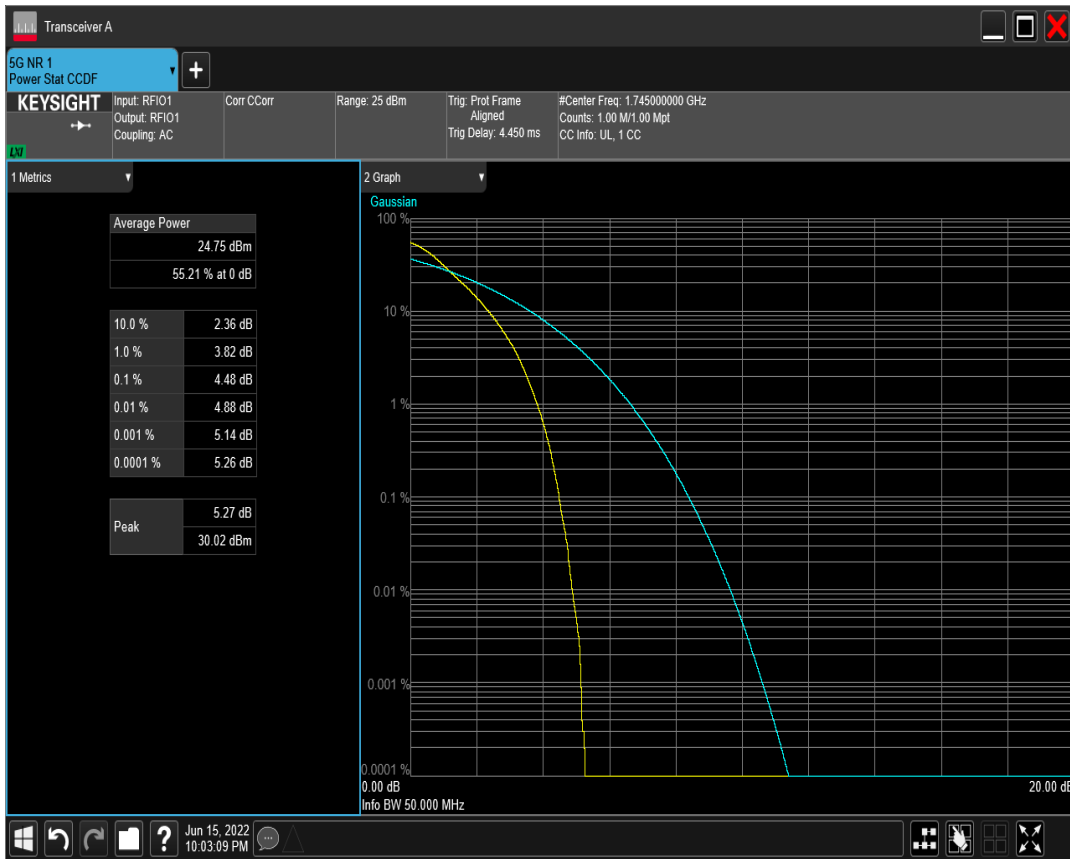 Transceiver A
5G NR 1
Power Stat CCDF
+
KEYSIGHT
LXI
Input: RFIO1
Output: RFIO1
Coupling: AC
Corr CCorr
Range: 25 dBm
Trig: Prot Frame
Aligned
Trig Delay: 4.450 ms
#Center Freq: 1.745000000 GHz
Counts: 1.00 M/1.00 Mpt
CC Info: UL, 1 CC
1 Metrics
Average Power
24.75 dBm
55.21 % at 0 dB
10.0 % 2.36 dB
1.0 % 3.82 dB
0.1 % 4.48 dB
0.01 % 4.88 dB
0.001 % 5.14 dB
0.0001 % 5.26 dB
Peak 5.27 dB
30.02 dBm
2 Graph
Gaussian
100 %
10 %
1 %
0.1 %
0.01 %
0.001 %
0.0001 %
0.00 dB 20.00 dB
Info BW 50.000 MHz
?
Jun 15, 2022
10:03:09 PM